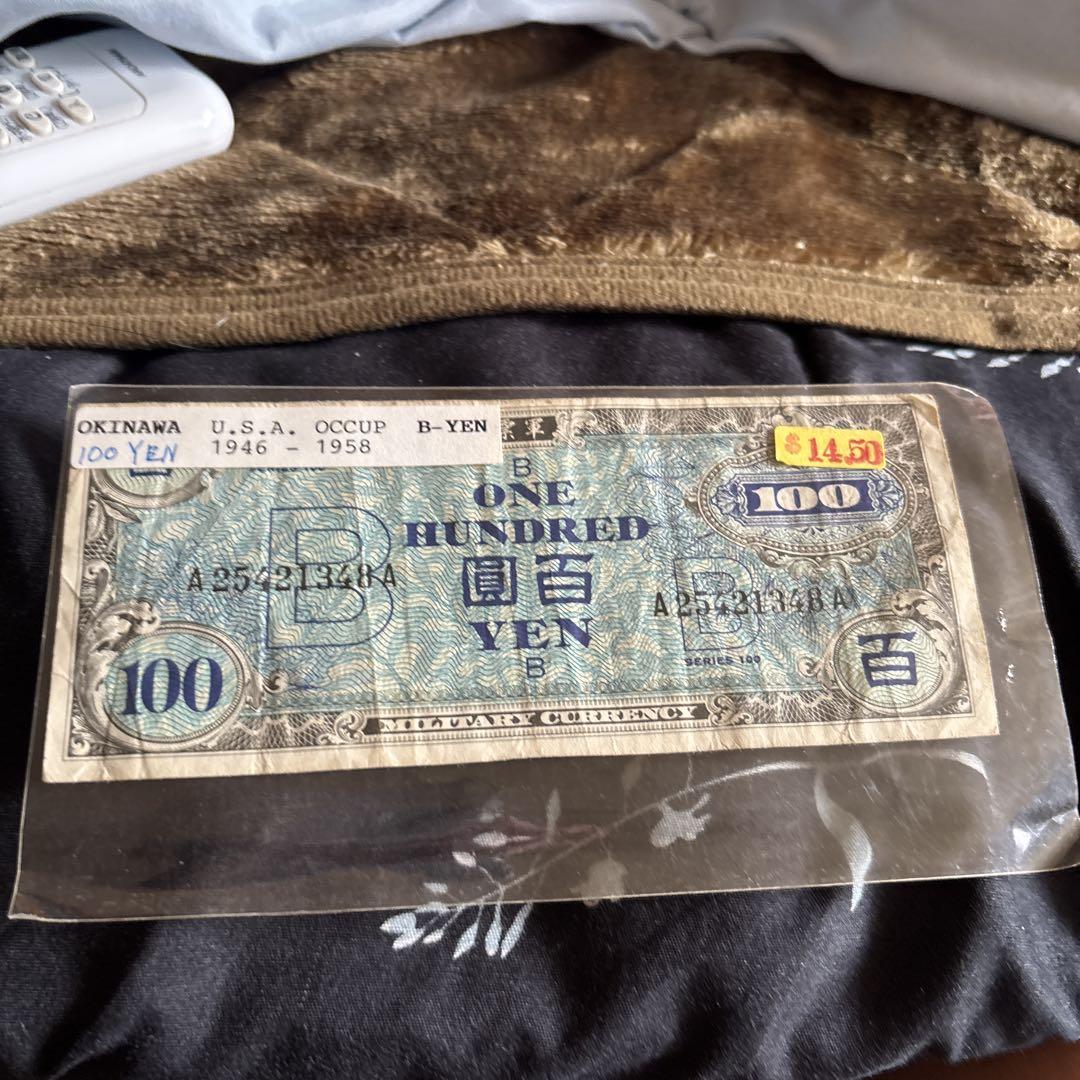 OKINAWA U.S.A. OCCUP B-YEN
100 YEN 1946 - 1958
軍
$14.50
B
ONE
HUNDRED
100
圓百
B
B
A25421348A
A25421348A
YEN
B
SERIES 100
100
百
MILITARY CURRENCY